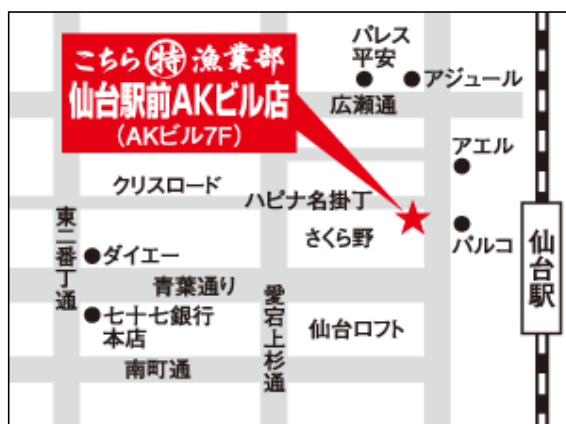 こちら㊕漁業部
仙台駅前AKビル店
(AKビル7F)
パレス
平安
アジュール
広瀬通
アエル
クリスロード
ハピナ名掛丁
さくら野
パルコ
仙台駅
東二番丁通
ダイエー
青葉通り
愛宕上杉通
七十七銀行
本店
仙台ロフト
南町通